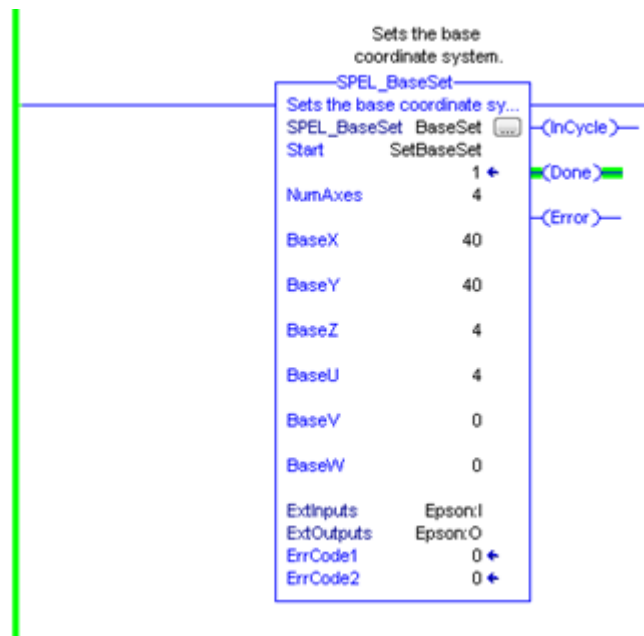 Sets the base
coordinate system.
SPEL_BaseSet
Sets the base coordinate sy...
SPEL_BaseSet BaseSet ... (InCycle)
Start SetBaseSet
1 (Done)
NumAxes 4
(Error)
BaseX 40
BaseY 40
BaseZ 4
BaseU 4
BaseV 0
BaseW 0
ExtInputs Epson:I
ExtOutputs Epson:O
ErrCode1 0
ErrCode2 0